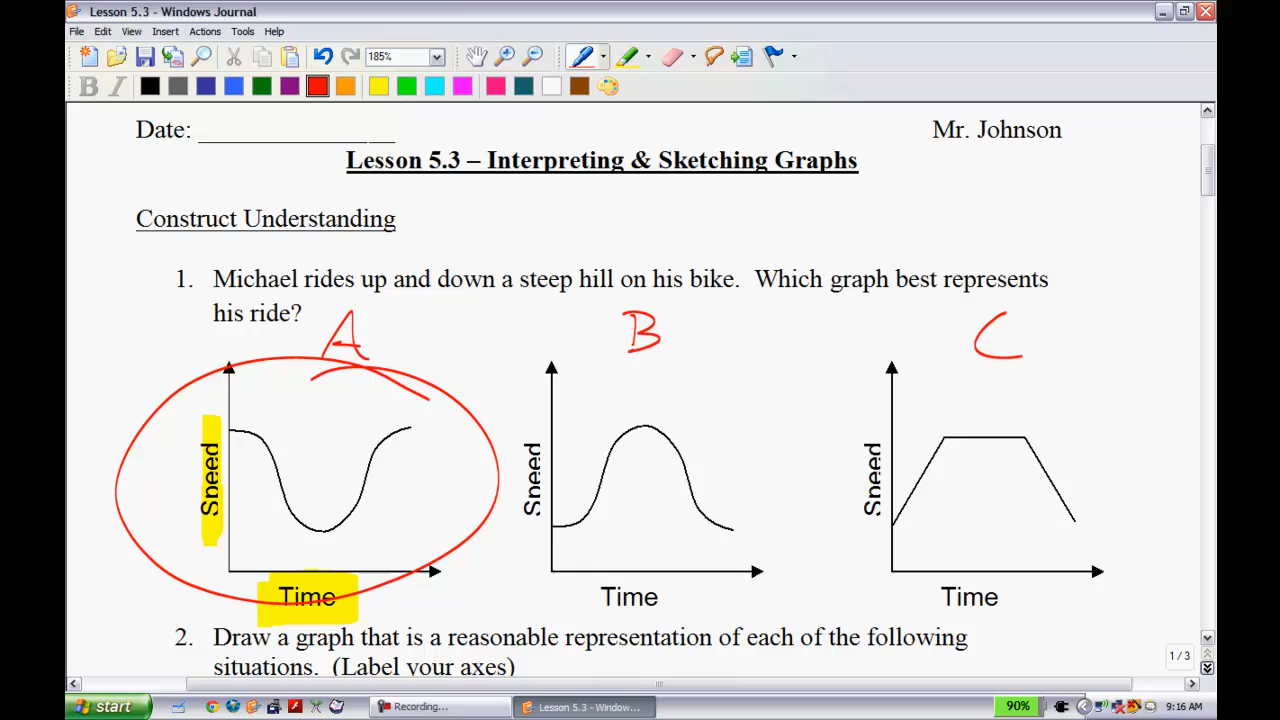 Lesson 5.3 - Windows Journal
File Edit View Insert Actions Tools Help
185%
B I
Date: ________________ Mr. Johnson
Lesson 5.3 – Interpreting & Sketching Graphs
Construct Understanding
1. Michael rides up and down a steep hill on his bike. Which graph best represents
his ride?
A B C
Speed Speed Speed
Time Time Time
2. Draw a graph that is a reasonable representation of each of the following
situations. (Label your axes)
1/3
start Recording... Lesson 5.3 - Window... 90% 9:16 AM